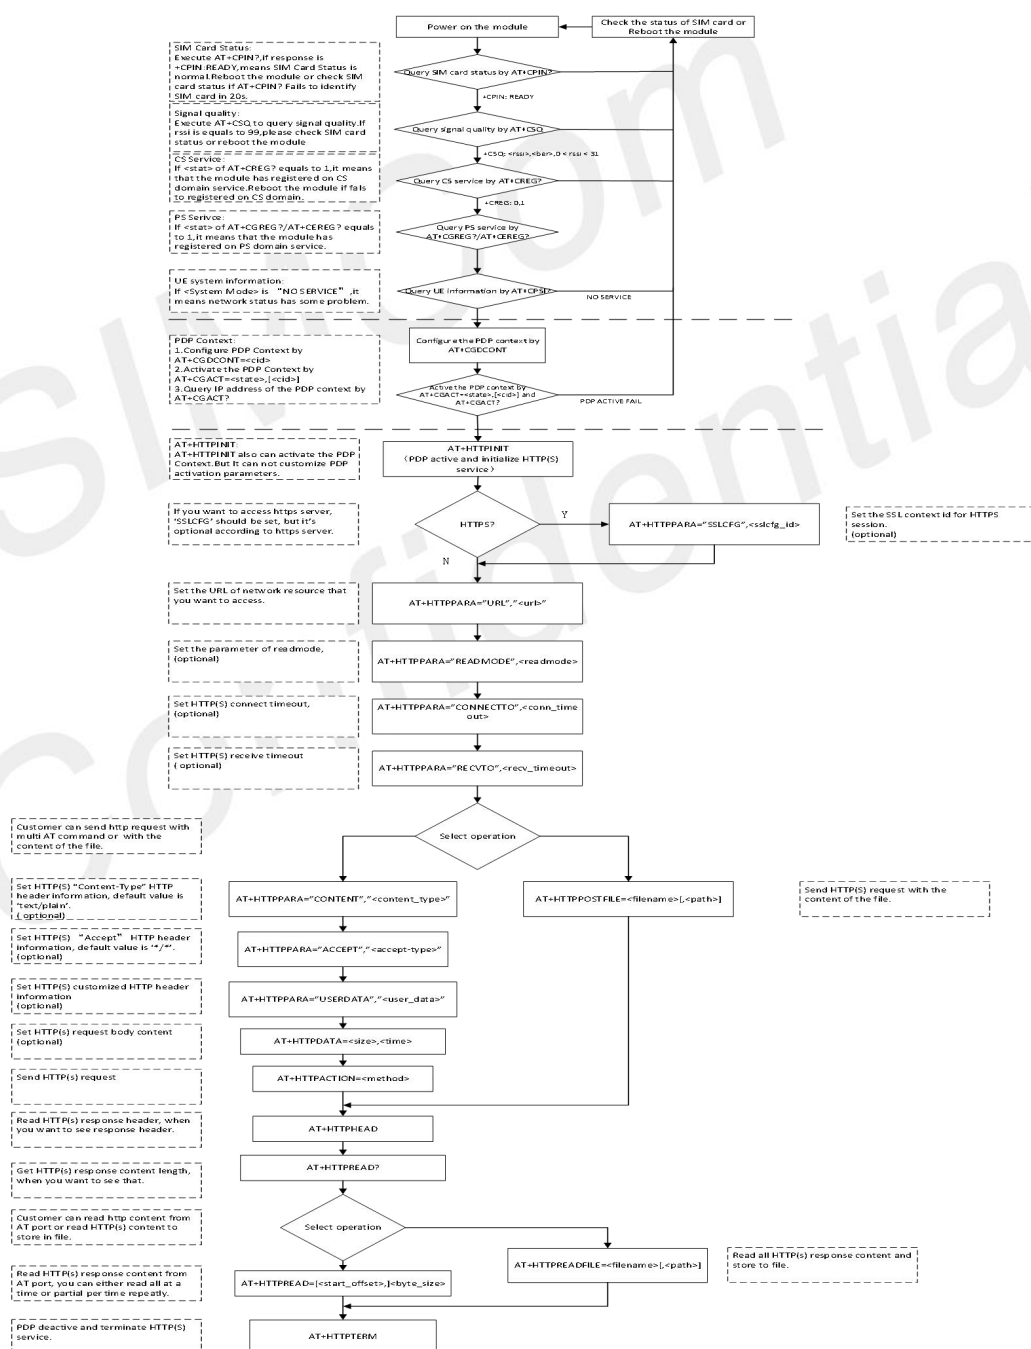 Power on the module
Check the status of SIM card or
Reboot the module
SIM Card Status:
Execute AT+CPIN?,if response is
+CPIN:READY,means SIM Card Status is
normal.Reboot the module or check SIM
card status if AT+CPIN? Fails to identify
SIM card in 20s.
Query SIM card status by AT+CPIN?
+CPIN: READY
Signal quality:
Execute AT+CSQ to query signal quality.If
rssi is equals to 99,please check SIM card
status or reboot the module
Query signal quality by AT+CSQ
+CSQ: <rssi>,<ber>,0 < rssi < 31
CS Service:
If <stat> of AT+CREG? equals to 1,it means
that the module has registered on CS
domain service.Reboot the module if fails
to registered on CS domain.
Query CS service by AT+CREG?
+CREG: 0,1
PS Serivce:
If <stat> of AT+CGREG?/AT+CEREG? equals
to 1,it means that the module has
registered on PS domain service.
Query PS service by
AT+CGREG?/AT+CEREG?
UE system information:
If <System Mode> is “NO SERVICE”,it
means network status has some problem.
Query UE information by AT+CPSI?
NO SERVICE
PDP Context:
1.Configure PDP Context by
AT+CGDCONT=<cid>
2.Activate the PDP Context by
AT+CGACT=<state>,[<cid>]
3.Query IP address of the PDP context by
AT+CGACT?
Configure the PDP context by
AT+CGDCONT
Active the PDP context by
AT+CGACT=<state>,[<cid>] and
AT+CGACT?
PDP ACTIVE FAIL
AT+HTTPINIT:
AT+HTTPINIT also can activate the PDP
Context.But It can not customize PDP
activation parameters.
AT+HTTPINIT
(PDP active and initialize HTTP(S)
service)
If you want to access https server,
‘SSLCFG’ should be set, but it’s
optional according to https server.
HTTPS?
Y
N
AT+HTTPPARA=”SSLCFG”,<sslcfg_id>
Set the SSL context id for HTTPS
session.
(optional)
Set the URL of network resource that
you want to access.
AT+HTTPPARA=”URL”,”<url>”
Set the parameter of readmode,
(optional)
AT+HTTPPARA=”READMODE”,<readmode>
Set HTTP(S) connect timeout,
(optional)
AT+HTTPPARA=”CONNECTTO”,<conn_time
out>
Set HTTP(S) receive timeout
( optional)
AT+HTTPPARA=”RECVTO”,<recv_timeout>
Customer can send http request with
multi AT command or with the
content of the file.
Select operation
Set HTTP(S) “Content-Type” HTTP
header information, default value is
‘text/plain’.
( optional)
AT+HTTPPARA=”CONTENT”,”<content_type>”
AT+HTTPPOSTFILE=<filename>[,<path>]
Send HTTP(S) request with the
content of the file.
Set HTTP(S) “Accept” HTTP header
information, default value is ‘*/*’.
(optional)
AT+HTTPPARA=”ACCEPT”,”<accept-type>”
Set HTTP(S) customized HTTP header
information
(optional)
AT+HTTPPARA=”USERDATA”,”<user_data>”
Set HTTP(s) request body content
(optional)
AT+HTTPDATA=<size>,<time>
Send HTTP(s) request
AT+HTTPACTION=<method>
Read HTTP(s) response header, when
you want to see response header.
AT+HTTPHEAD
Get HTTP(s) response content length,
when you want to see that.
AT+HTTPREAD?
Customer can read http content from
AT port or read HTTP(s) content to
store in file.
Select operation
Read HTTP(s) response content from
AT port, you can either read all at a
time or partial per time repeatly.
AT+HTTPREAD=[<start_offset>,]<byte_size>
AT+HTTPREADFILE=<filename>[,<path>]
Read all HTTP(s) response content and
store to file.
PDP deactive and terminate HTTP(S)
service.
AT+HTTPTERM
SIMCom
Confidential